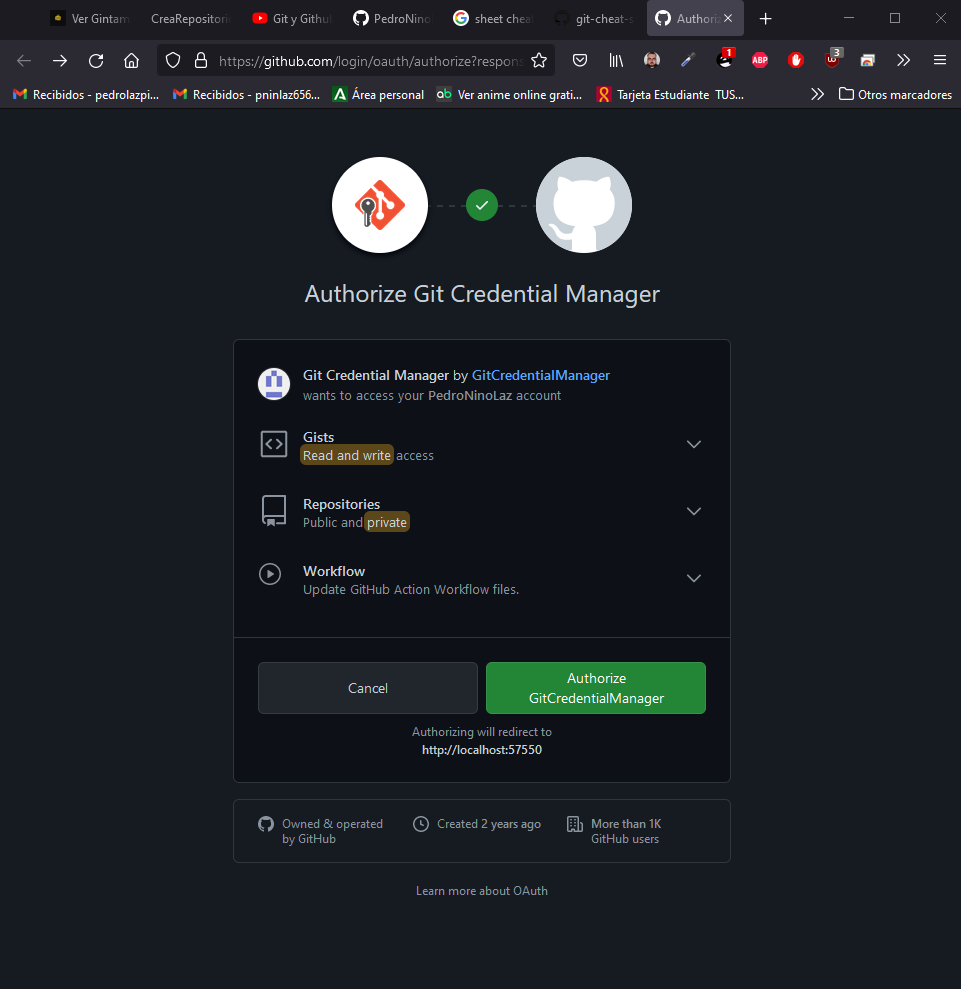 Ver Gintam
CreaRepositori
Git y Githu
PedroNino
sheet chea
git-cheat-s
Authoriz
https://github.com/login/oauth/authorize?respons
1
ABP
3
Recibidos - pedrolazpi...
Recibidos - pninlaz656...
Área personal
ab
Ver anime online grati...
Tarjeta Estudiante TUS...
Otros marcadores
Authorize Git Credential Manager
Git Credential Manager by GitCredentialManager
wants to access your PedroNinoLaz account
Gists
Read and write access
Repositories
Public and private
Workflow
Update GitHub Action Workflow files.
Cancel
Authorize
GitCredentialManager
Authorizing will redirect to
http://localhost:57550
Owned & operated
by GitHub
Created 2 years ago
More than 1K
GitHub users
Learn more about OAuth